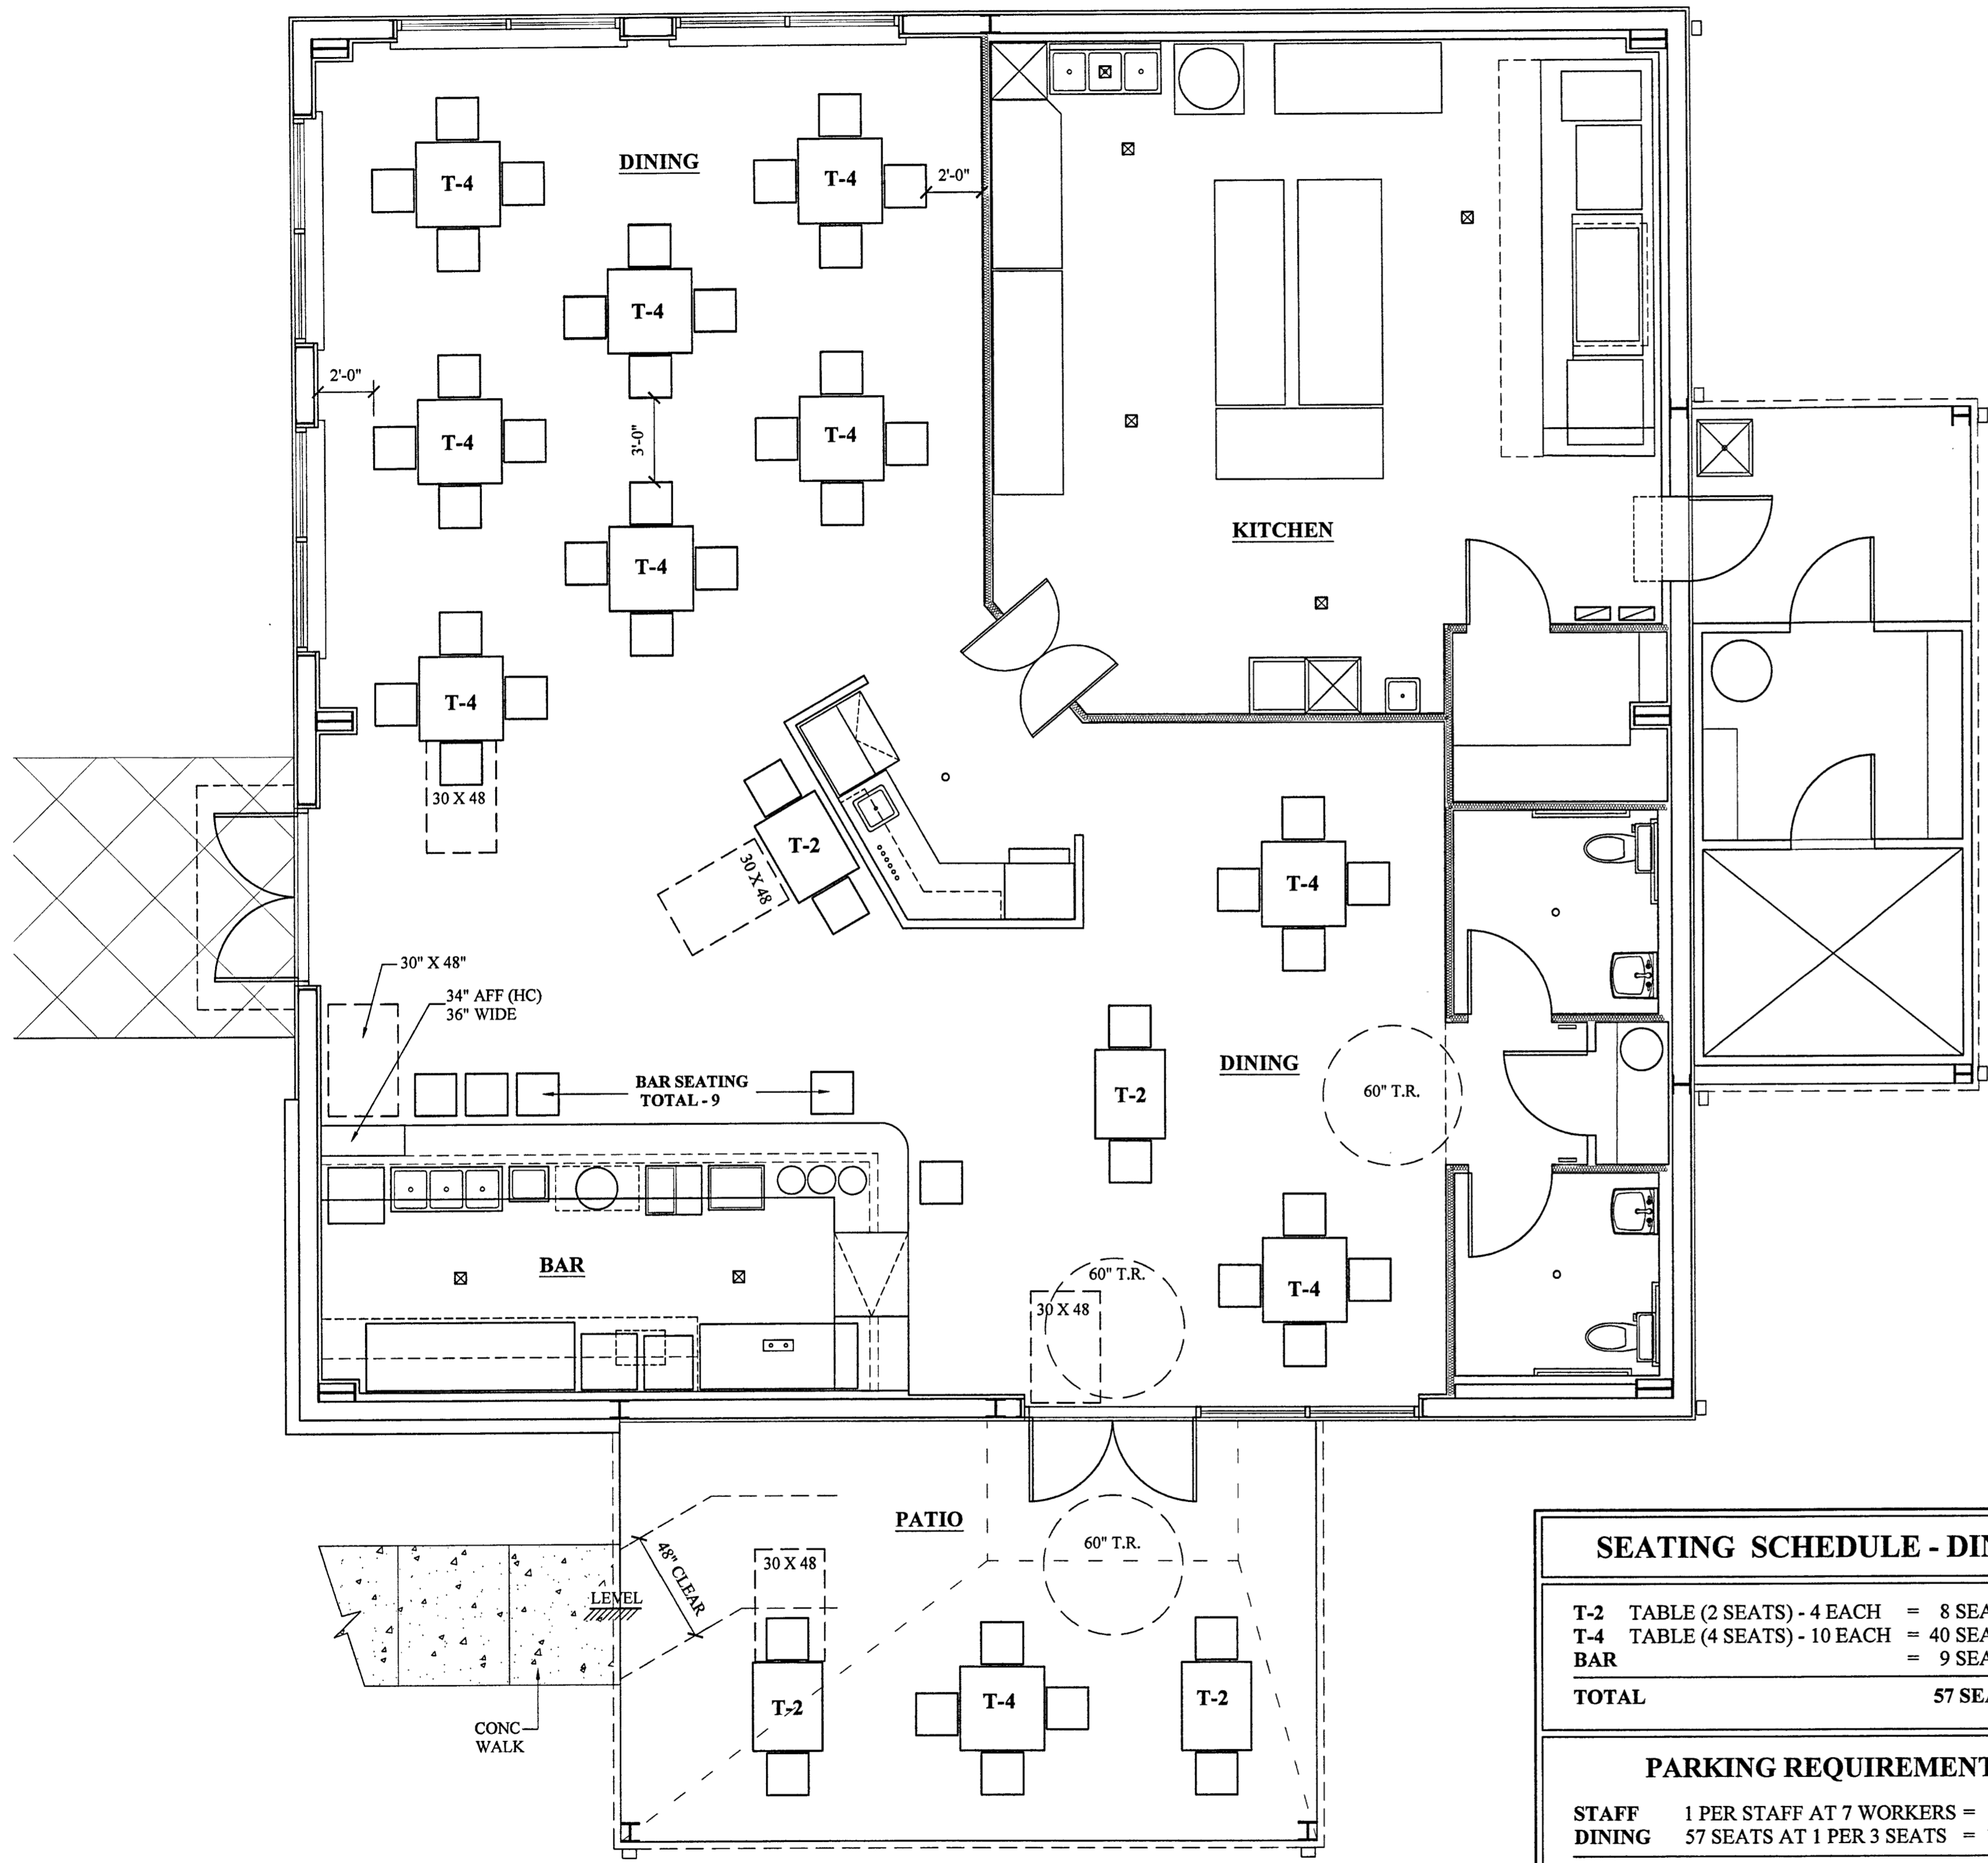 DINING
T-4
T-4
2'-0"
T-4
2'-0"
T-4
T-4
3'-0"
KITCHEN
T-4
T-4
30 X 48
T-2
30 X 48
T-4
30" X 48"
34" AFF (HC)
36" WIDE
BAR SEATING
TOTAL - 9
DINING
T-2
60" T.R.
BAR
60" T.R.
30 X 48
T-4
PATIO
60" T.R.
30 X 48
48" CLEAR
LEVEL
T-2
T-4
T-2
CONC
WALK
SEATING SCHEDULE - DIN
T-2 TABLE (2 SEATS) - 4 EACH = 8 SEA
T-4 TABLE (4 SEATS) - 10 EACH = 40 SEA
BAR = 9 SEA
TOTAL 57 SEA
PARKING REQUIREMENT
STAFF 1 PER STAFF AT 7 WORKERS =
DINING 57 SEATS AT 1 PER 3 SEATS =